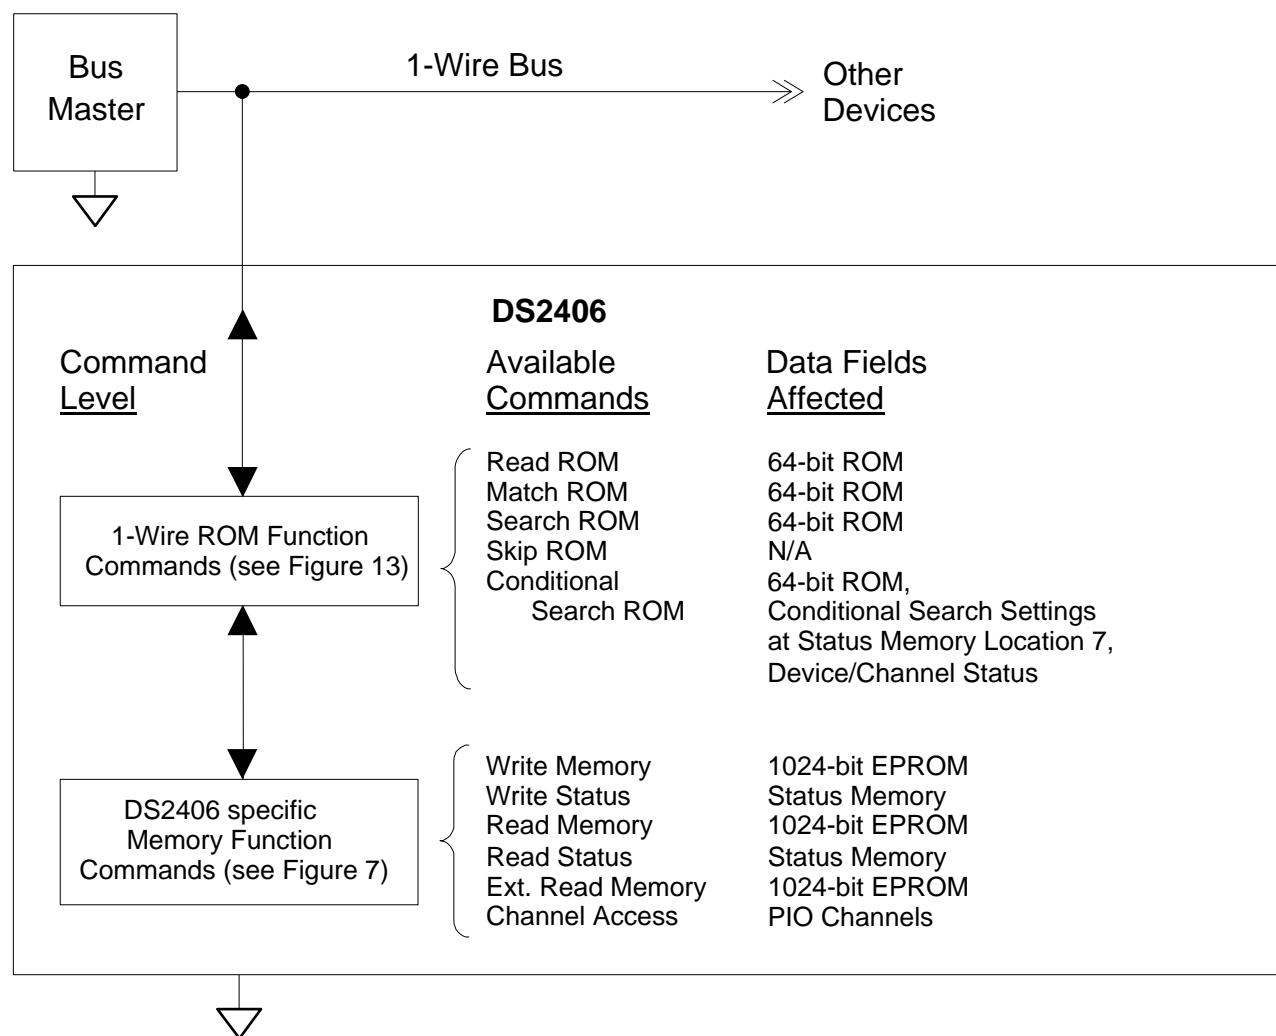 Bus
Master
1-Wire Bus
Other
Devices
DS2406
Command
Level
Available
Commands
Data Fields
Affected
1-Wire ROM Function
Commands (see Figure 13)
Read ROM 64-bit ROM
Match ROM 64-bit ROM
Search ROM 64-bit ROM
Skip ROM N/A
Conditional 64-bit ROM,
Search ROM Conditional Search Settings
at Status Memory Location 7,
Device/Channel Status
DS2406 specific
Memory Function
Commands (see Figure 7)
Write Memory 1024-bit EPROM
Write Status Status Memory
Read Memory 1024-bit EPROM
Read Status Status Memory
Ext. Read Memory 1024-bit EPROM
Channel Access PIO Channels